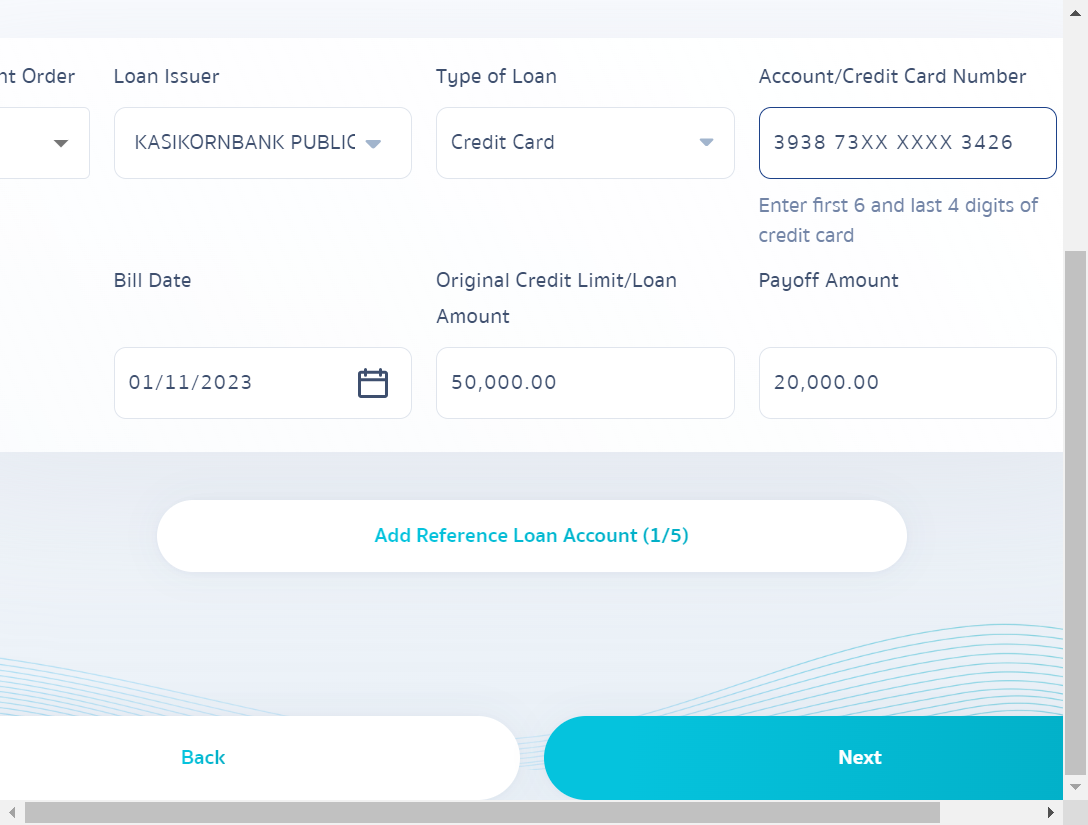 nt Order
Loan Issuer
Type of Loan
Account/Credit Card Number
KASIKORNBANK PUBLIC
Credit Card
3938 73XX XXXX 3426
Enter first 6 and last 4 digits of
credit card
Bill Date
Original Credit Limit/Loan
Amount
Payoff Amount
01/11/2023
50,000.00
20,000.00
Add Reference Loan Account (1/5)
Back
Next